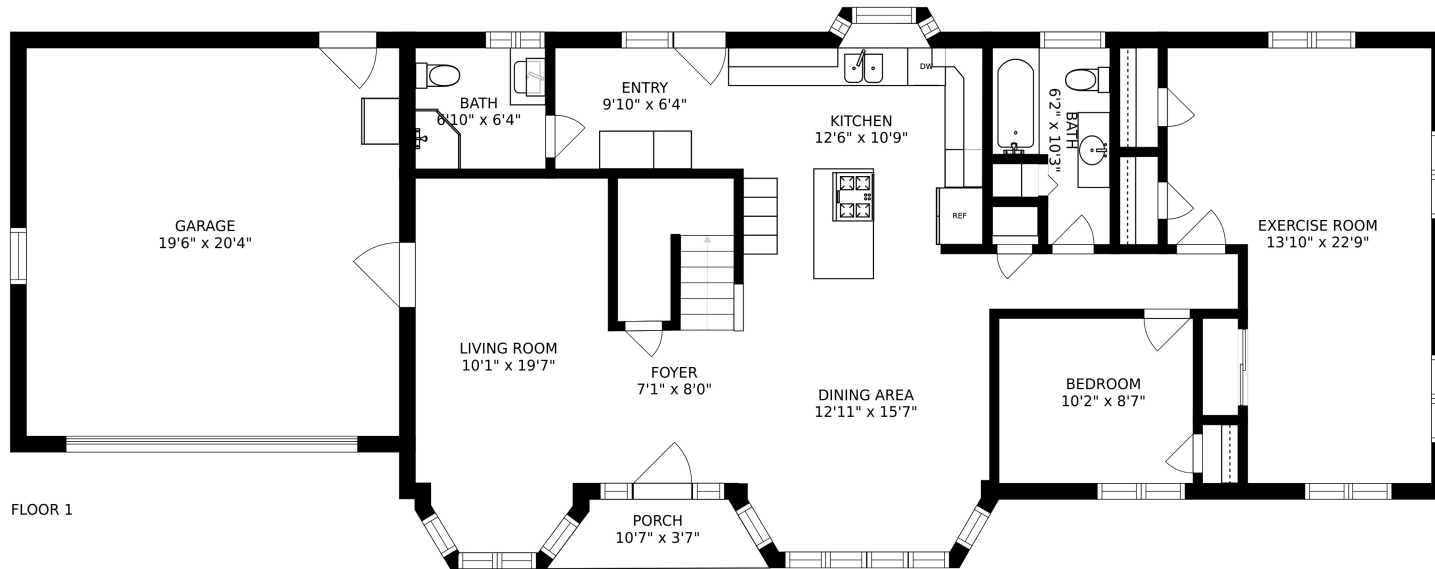 BATH
6'10" x 6'4"
ENTRY
9'10" x 6'4"
KITCHEN
12'6" x 10'9"
DW
BATH
6'2" x 10'3"
REF
GARAGE
19'6" x 20'4"
EXERCISE ROOM
13'10" x 22'9"
LIVING ROOM
10'1" x 19'7"
FOYER
7'1" x 8'0"
DINING AREA
12'11" x 15'7"
BEDROOM
10'2" x 8'7"
PORCH
10'7" x 3'7"
FLOOR 1